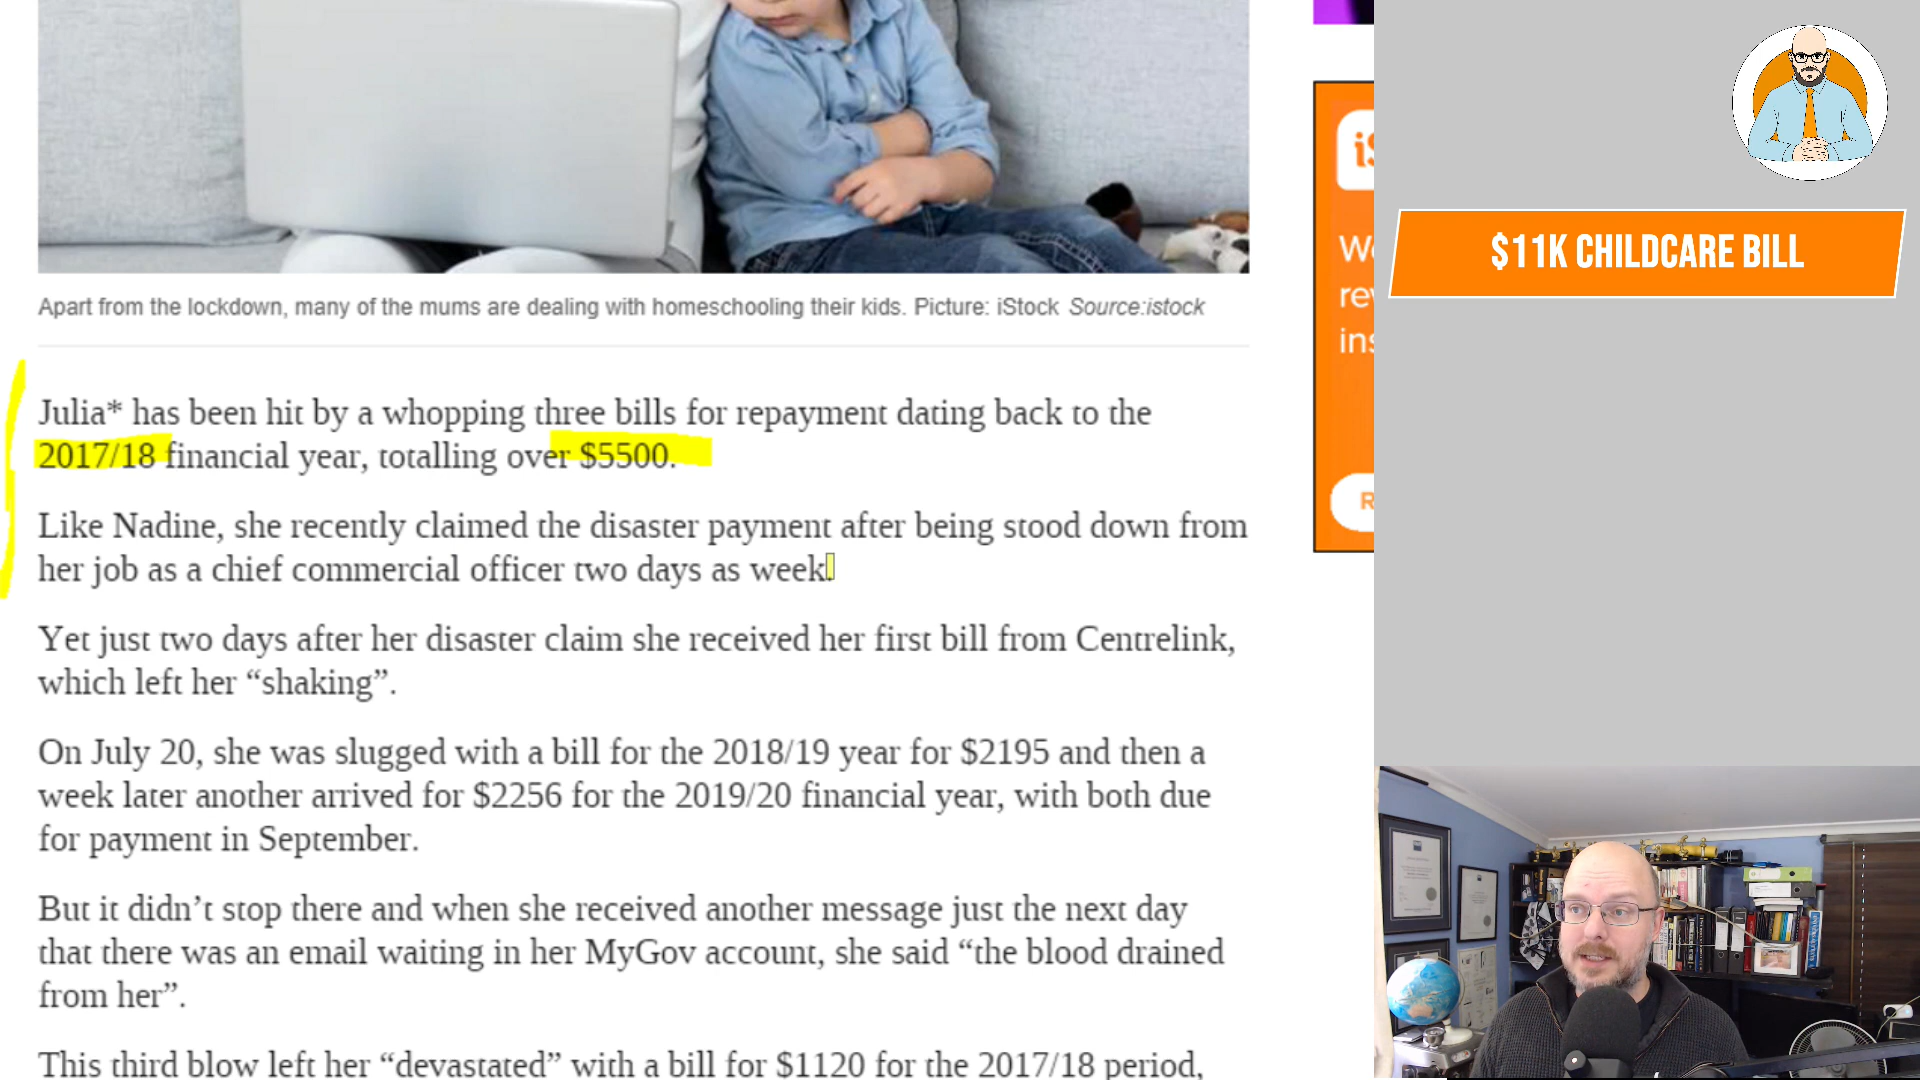 Apart from the lockdown, many of the mums are dealing with homeschooling their kids. Picture: iStock Source:istock
Julia* has been hit by a whopping three bills for repayment dating back to the
2017/18 financial year, totalling over $5500.
Like Nadine, she recently claimed the disaster payment after being stood down from
her job as a chief commercial officer two days as week.
Yet just two days after her disaster claim she received her first bill from Centrelink,
which left her “shaking”.
On July 20, she was slugged with a bill for the 2018/19 year for $2195 and then a
week later another arrived for $2256 for the 2019/20 financial year, with both due
for payment in September.
But it didn’t stop there and when she received another message just the next day
that there was an email waiting in her MyGov account, she said “the blood drained
from her”.
This third blow left her “devastated” with a bill for $1120 for the 2017/18 period,
$11K CHILDCARE BILL